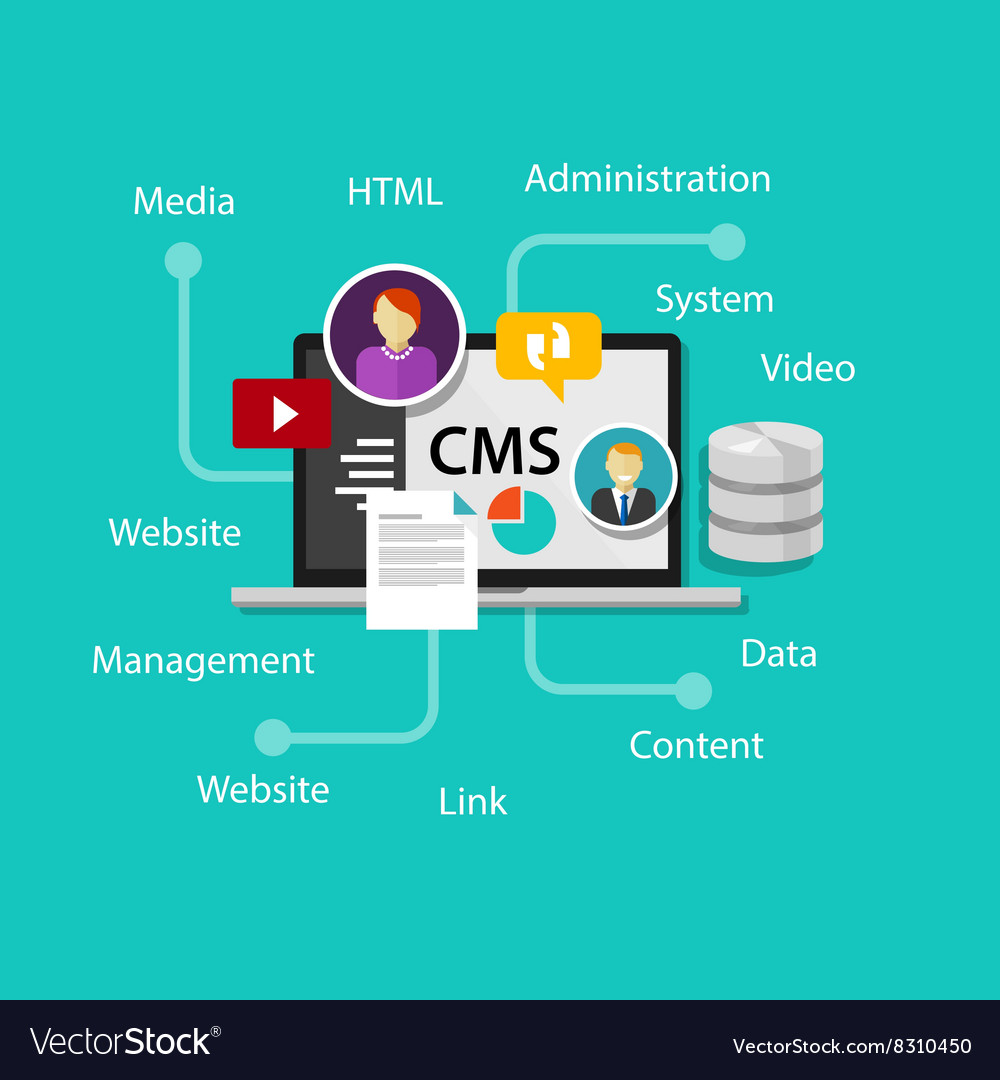 Media
HTML
Administration
System
Video
CMS
Website
Management
Data
Content
Website
Link
VectorStock®
VectorStock.com/8310450